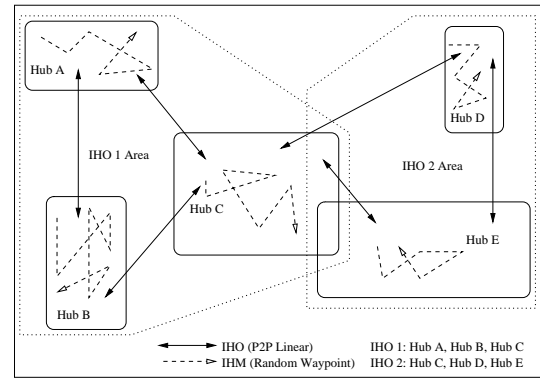 Hub A
Hub D
IHO 1 Area
IHO 2 Area
Hub C
Hub E
Hub B
IHO (P2P Linear)
IHO 1: Hub A, Hub B, Hub C
IHM (Random Waypoint)
IHO 2: Hub C, Hub D, Hub E